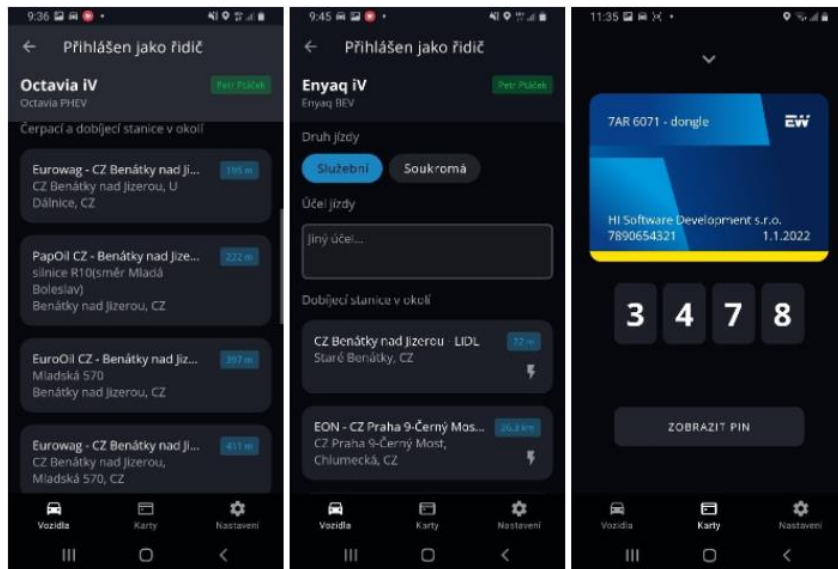 9:36
Přihlášen jako řidič
Octavia iV
Petr Ptáček
Octavia PHEV
Čerpací a dobíjecí stanice v okolí
Eurowag - CZ Benátky nad Ji...
195 m
CZ Benátky nad Jizerou, U
Dálnice, CZ
PapOil CZ - Benátky nad Jize...
222 m
silnice R10(směr Mladá
Boleslav)
Benátky nad Jizerou, CZ
EuroOil CZ - Benátky nad Jiz...
397 m
Mladská 570
Benátky nad Jizerou, CZ
Eurowag - CZ Benátky nad Ji...
411 m
CZ Benátky nad Jizerou,
Mladská 570, CZ
Vozidla
Karty
Nastavení
9:45
Přihlášen jako řidič
Enyaq iV
Petr Ptáček
Enyaq BEV
Druh jízdy
Služební
Soukromá
Účel jízdy
Jiný účel...
Dobíjecí stanice v okolí
CZ Benátky nad Jizerou - LIDL
22 m
Staré Benátky, CZ
EON - CZ Praha 9-Černý Mos...
26,3 km
CZ Praha 9-Černý Most,
Chlumecká, CZ
Vozidla
Karty
Nastavení
11:35
7AR 6071 - dongle
EW
HI Software Development s.r.o.
7890654321
1.1.2022
3 4 7 8
ZOBRAZIT PIN
Vozidla
Karty
Nastavení